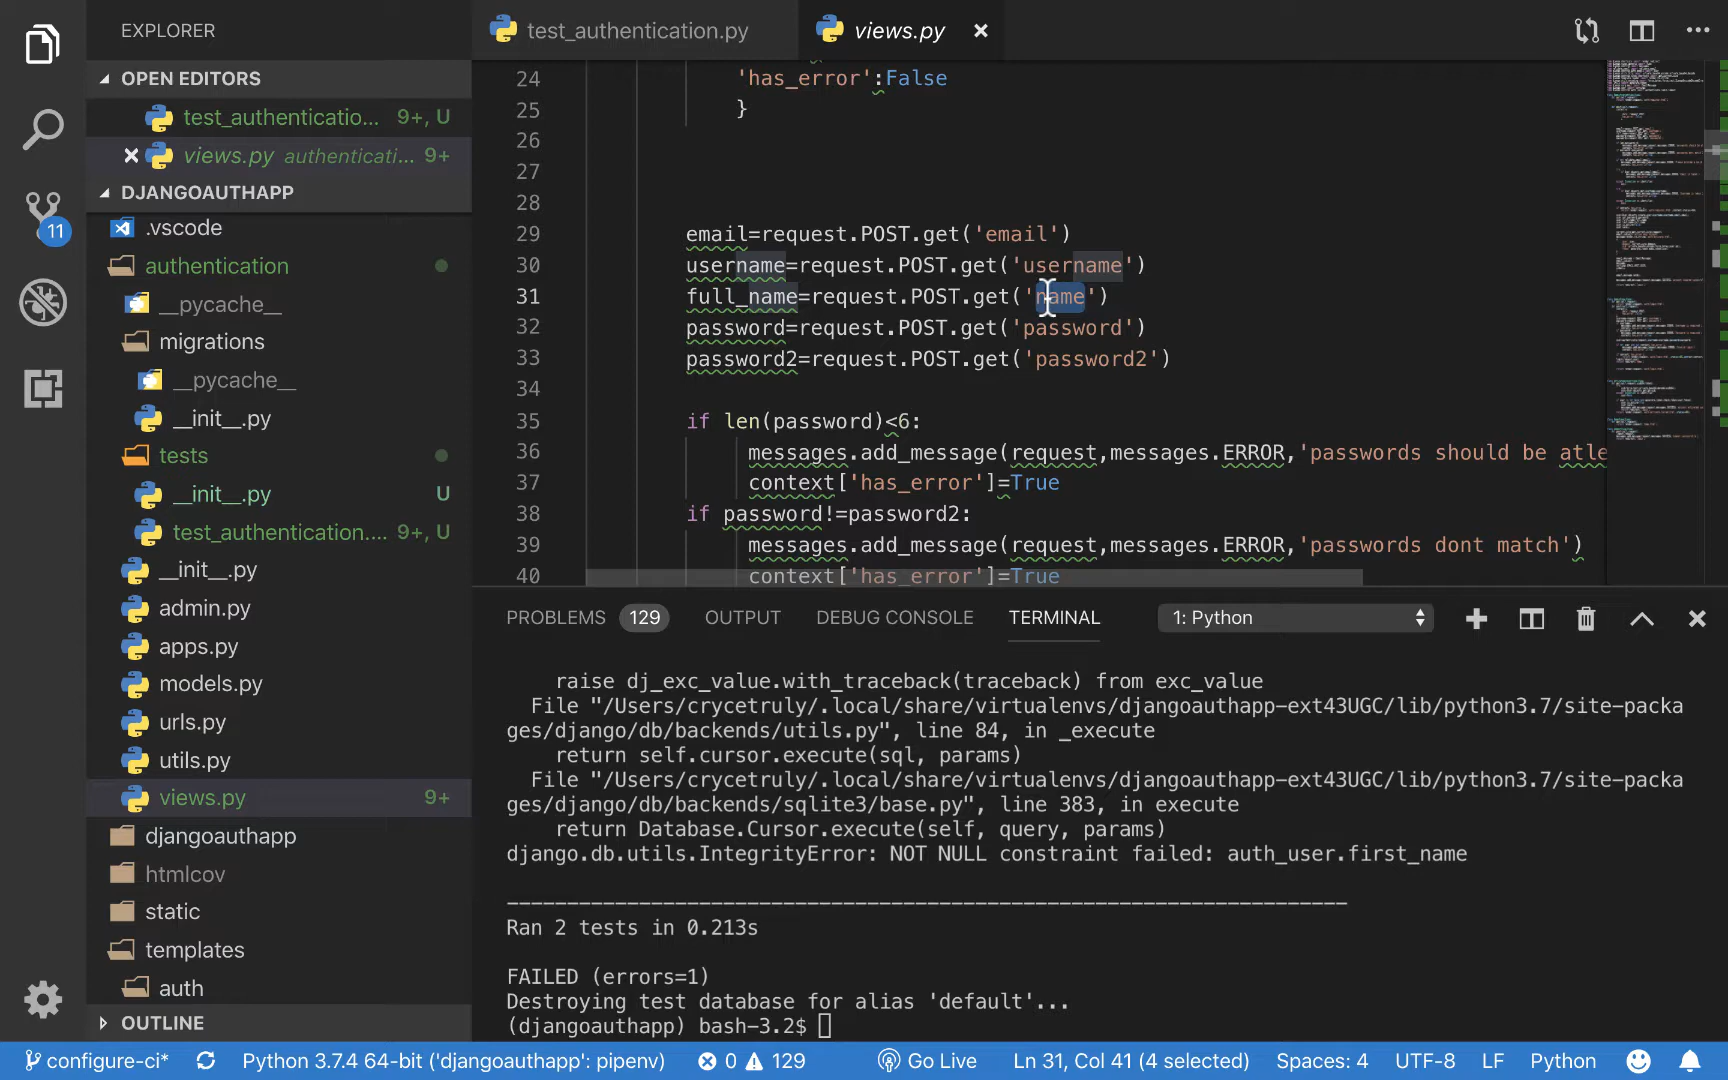 EXPLORER
OPEN EDITORS
test_authenticatio... 9+, U
views.py authenticati... 9+
DJANGOAUTHAPP
.vscode
authentication
__pycache__
migrations
__pycache__
__init__.py
tests
__init__.py U
test_authentication.... 9+, U
__init__.py
admin.py
apps.py
models.py
urls.py
utils.py
views.py 9+
djangoauthapp
htmlcov
static
templates
auth
OUTLINE
11
test_authentication.py
views.py
24 'has_error':False
25 }
26
27
28
29 email=request.POST.get('email')
30 username=request.POST.get('username')
31 full_name=request.POST.get('name')
32 password=request.POST.get('password')
33 password2=request.POST.get('password2')
34
35 if len(password)<6:
36 messages.add_message(request,messages.ERROR,'passwords should be atle
37 context['has_error']=True
38 if password!=password2:
39 messages.add_message(request,messages.ERROR,'passwords dont match')
40 context['has_error']=True
PROBLEMS 129 OUTPUT DEBUG CONSOLE TERMINAL 1: Python
raise dj_exc_value.with_traceback(traceback) from exc_value
File "/Users/crycetruly/.local/share/virtualenvs/djangoauthapp-ext43UGC/lib/python3.7/site-packa
ges/django/db/backends/utils.py", line 84, in _execute
return self.cursor.execute(sql, params)
File "/Users/crycetruly/.local/share/virtualenvs/djangoauthapp-ext43UGC/lib/python3.7/site-packa
ges/django/db/backends/sqlite3/base.py", line 383, in execute
return Database.Cursor.execute(self, query, params)
django.db.utils.IntegrityError: NOT NULL constraint failed: auth_user.first_name
----------------------------------------------------------------------
Ran 2 tests in 0.213s
FAILED (errors=1)
Destroying test database for alias 'default'...
(djangoauthapp) bash-3.2$
configure-ci* Python 3.7.4 64-bit ('djangoauthapp': pipenv) 0 129 Go Live Ln 31, Col 41 (4 selected) Spaces: 4 UTF-8 LF Python